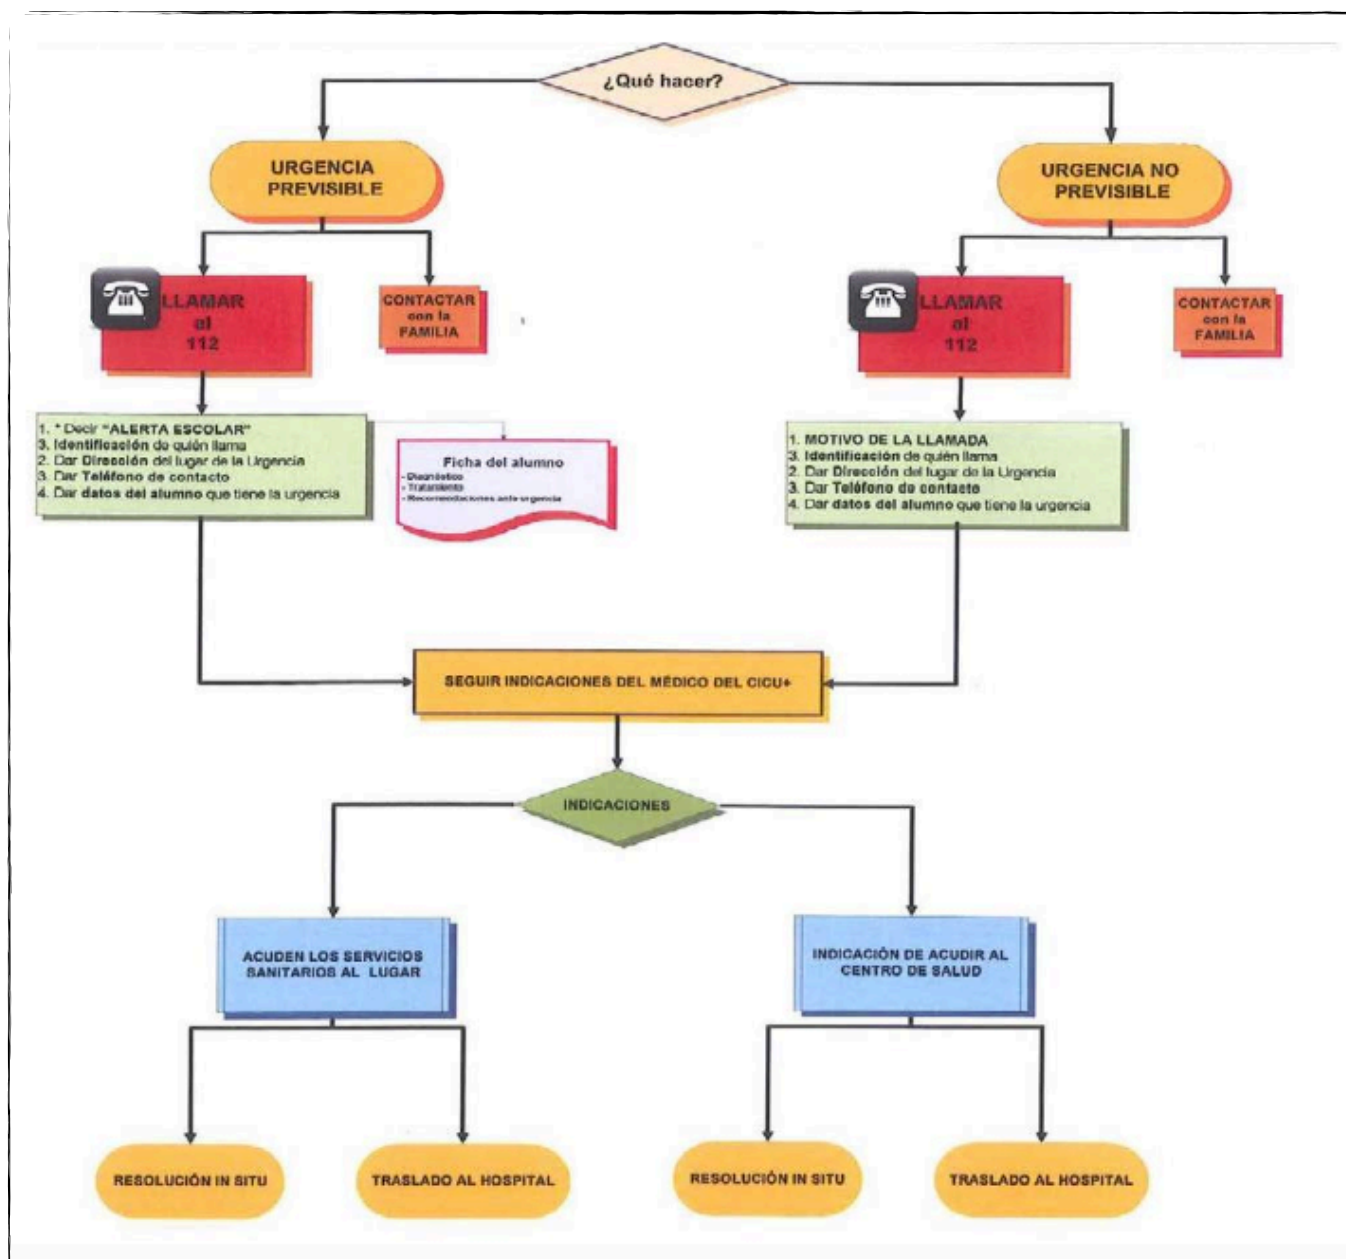 ¿Qué hacer?
URGENCIA
PREVISIBLE
URGENCIA NO
PREVISIBLE
LLAMAR
al
112
CONTACTAR
con la
FAMILIA
LLAMAR
al
112
CONTACTAR
con la
FAMILIA
1. * Decir “ALERTA ESCOLAR”
3. Identificación de quién llama
2. Dar Dirección del lugar de la Urgencia
3. Dar Teléfono de contacto
4. Dar datos del alumno que tiene la urgencia
Ficha del alumno
- Diagnóstico
- Tratamiento
- Recomendaciones ante urgencia
1. MOTIVO DE LA LLAMADA
3. Identificación de quién llama
2. Dar Dirección del lugar de la Urgencia
3. Dar Teléfono de contacto
4. Dar datos del alumno que tiene la urgencia
SEGUIR INDICACIONES DEL MÉDICO DEL CICU+
INDICACIONES
ACUDEN LOS SERVICIOS
SANITARIOS AL LUGAR
INDICACIÓN DE ACUDIR AL
CENTRO DE SALUD
RESOLUCIÓN IN SITU
TRASLADO AL HOSPITAL
RESOLUCIÓN IN SITU
TRASLADO AL HOSPITAL